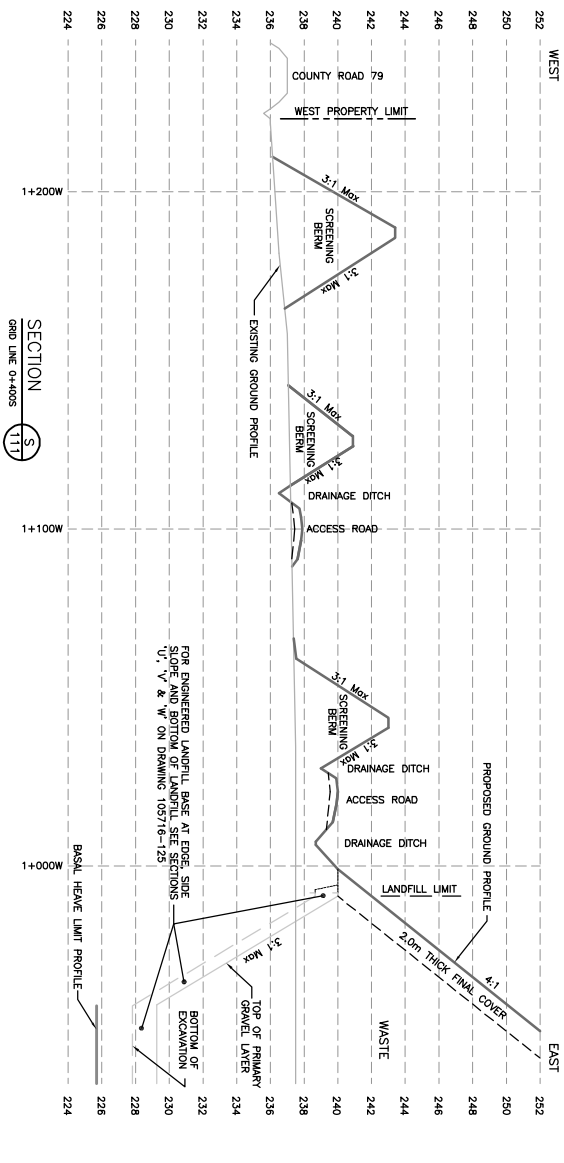 WEST
EAST
252
250
248
246
244
242
240
238
236
234
232
230
228
226
224
252
250
248
246
244
242
240
238
236
234
232
230
228
226
224
COUNTY ROAD 79
WEST PROPERTY LIMIT
3:1 Max
SCREENING
BERM
3:1 Max
EXISTING GROUND PROFILE
3:1 Max
SCREENING
BERM
3:1 Max
DRAINAGE DITCH
ACCESS ROAD
3:1 Max
SCREENING
BERM
3:1 Max
DRAINAGE DITCH
ACCESS ROAD
DRAINAGE DITCH
PROPOSED GROUND PROFILE
LANDFILL LIMIT
4:1
2.0m THICK FINAL COVER
WASTE
3:1 Max
TOP OF PRIMARY
GRAVEL LAYER
BOTTOM OF
EXCAVATION
FOR ENGINEERED LANDFILL BASE AT EDGE, SIDE
SLOPE AND BOTTOM OF LANDFILL SEE SECTIONS
'U', 'V' & 'W' ON DRAWING 105716-125
BASAL HEAVE LIMIT PROFILE
1+200W
1+100W
1+000W
SECTION
GRID LINE 0+400S
S
111